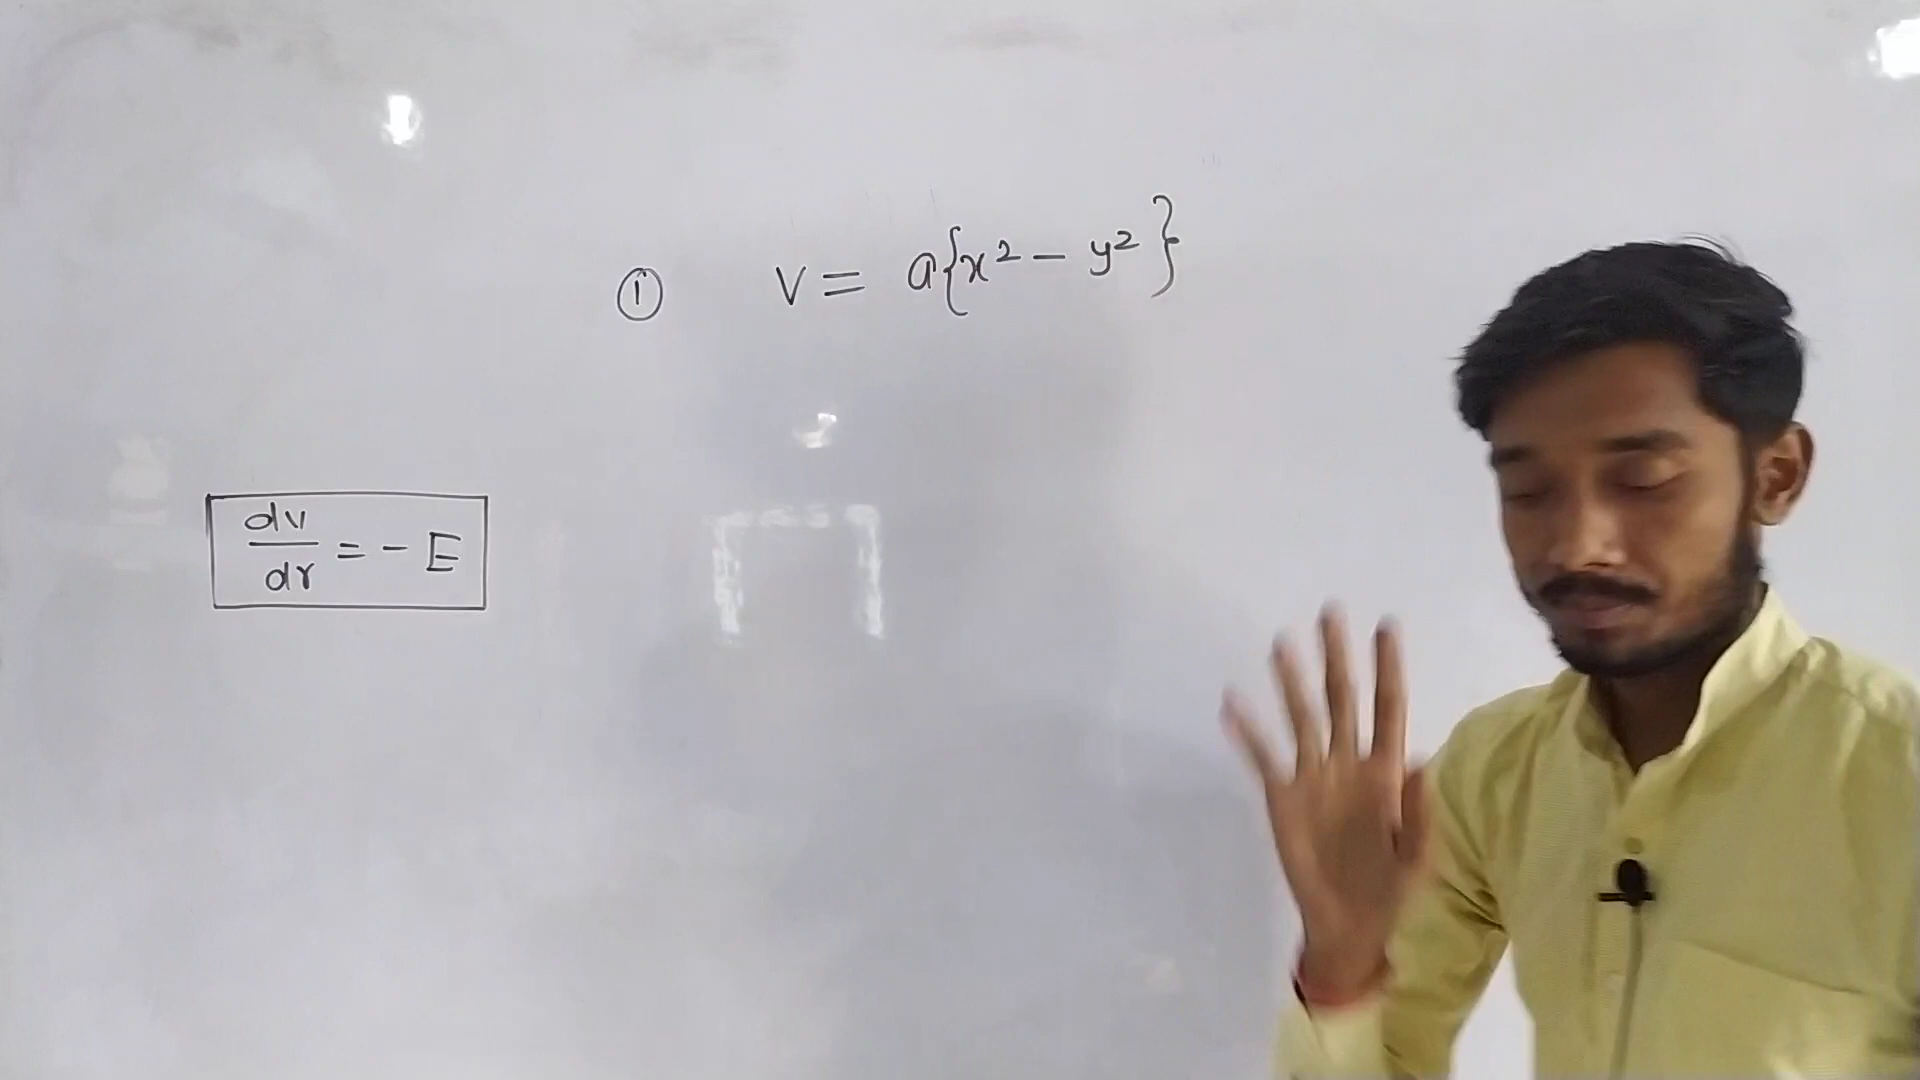 ① V = a{x² - y²}
dv/dr = - E